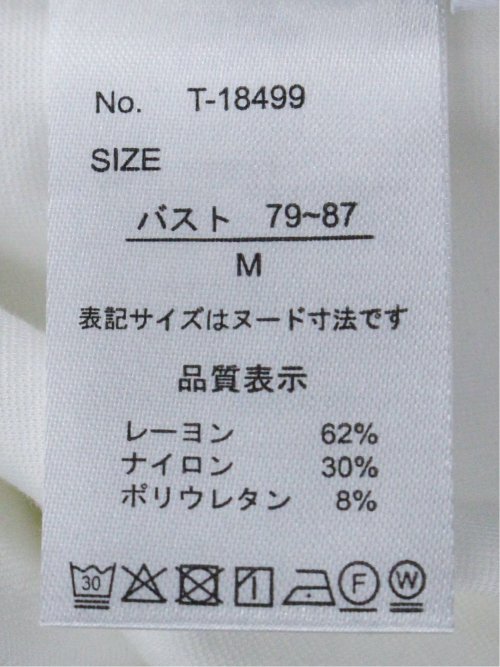 No. T-18499
SIZE
バスト 79~87
M
表記サイズはヌード寸法です
品質表示
レーヨン 62%
ナイロン 30%
ポリウレタン 8%
30 F W